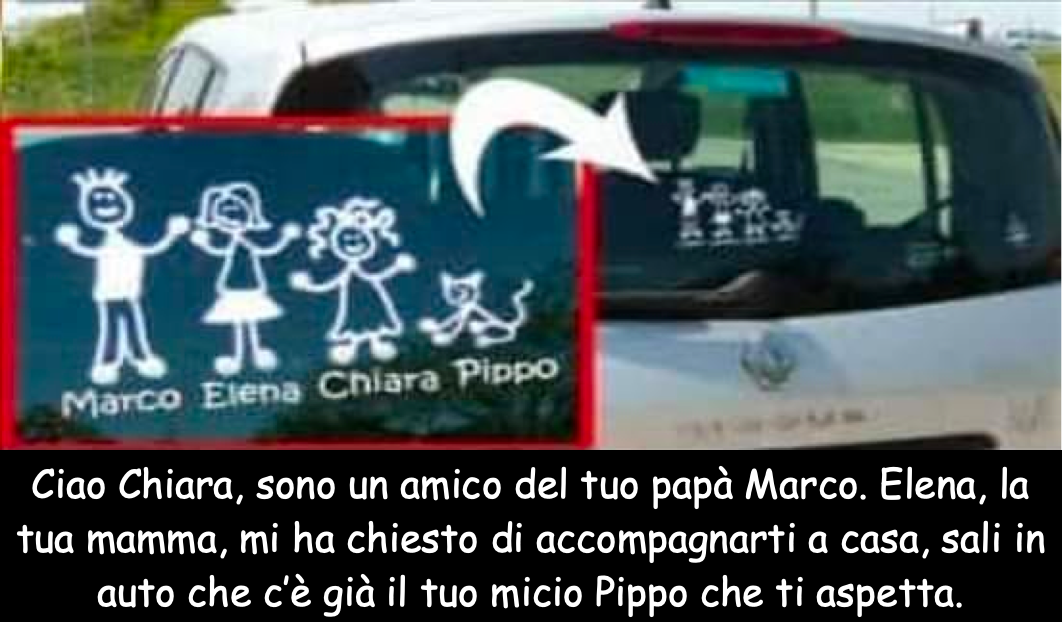 Marco Elena Chiara Pippo
Ciao Chiara, sono un amico del tuo papà Marco. Elena, la
tua mamma, mi ha chiesto di accompagnarti a casa, sali in
auto che c'è già il tuo micio Pippo che ti aspetta.